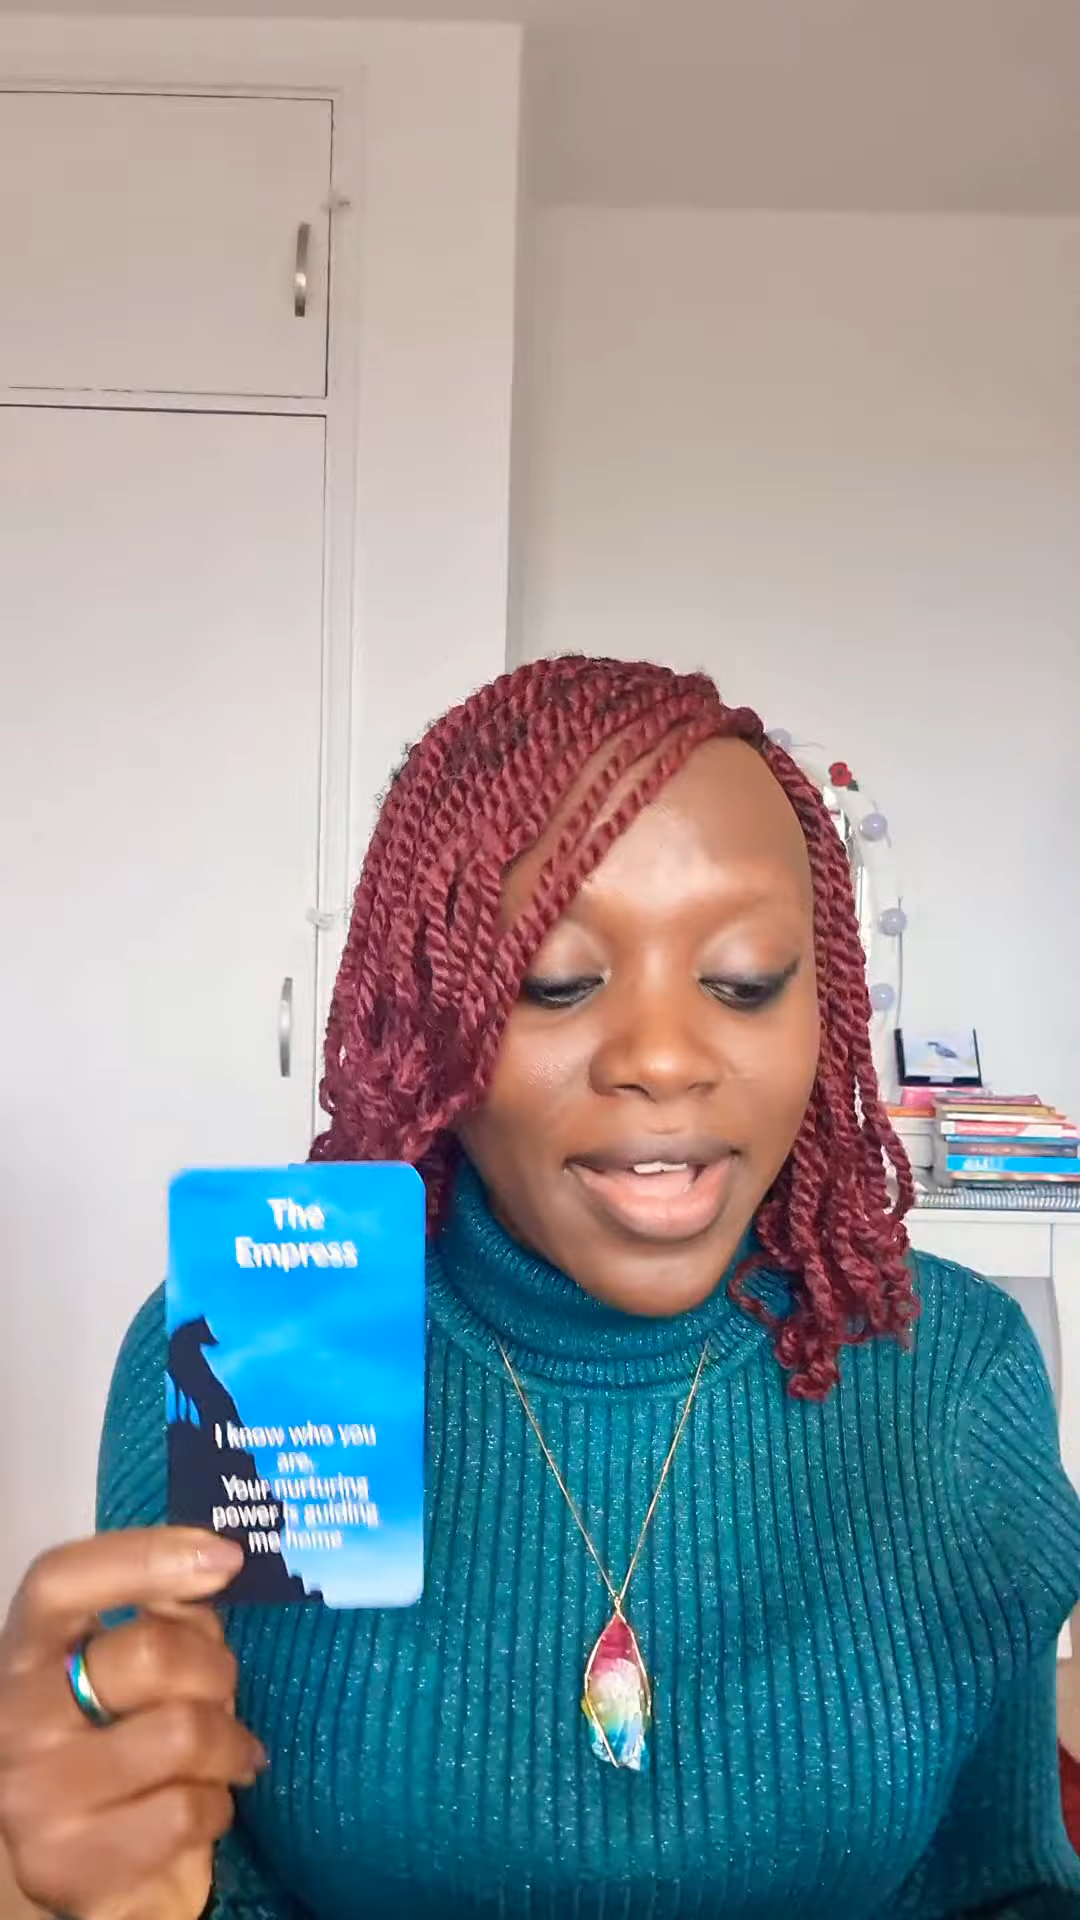 The
Empress
I know who you
are.
Your nurturing
power is guiding
me home